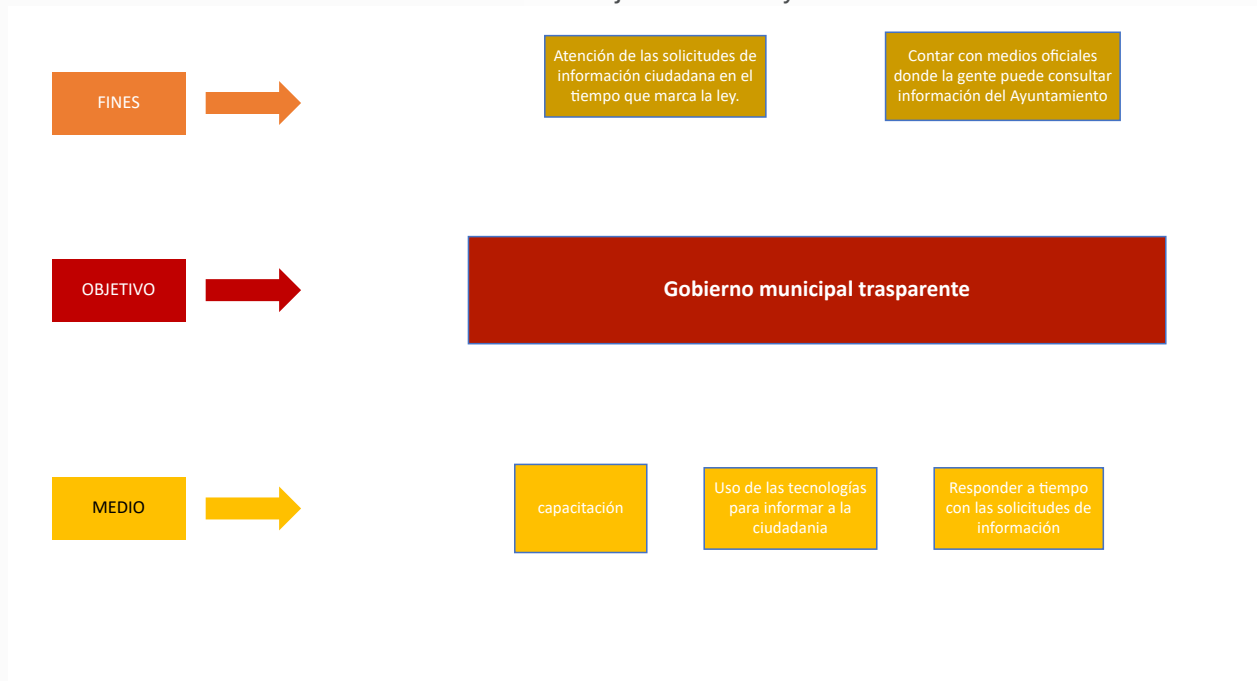 FINES
Atención de las solicitudes de
información ciudadana en el
tiempo que marca la ley.
Contar con medios oficiales
donde la gente puede consultar
información del Ayuntamiento
OBJETIVO
Gobierno municipal trasparente
MEDIO
capacitación
Uso de las tecnologías
para informar a la
ciudadania
Responder a tiempo
con las solicitudes de
información